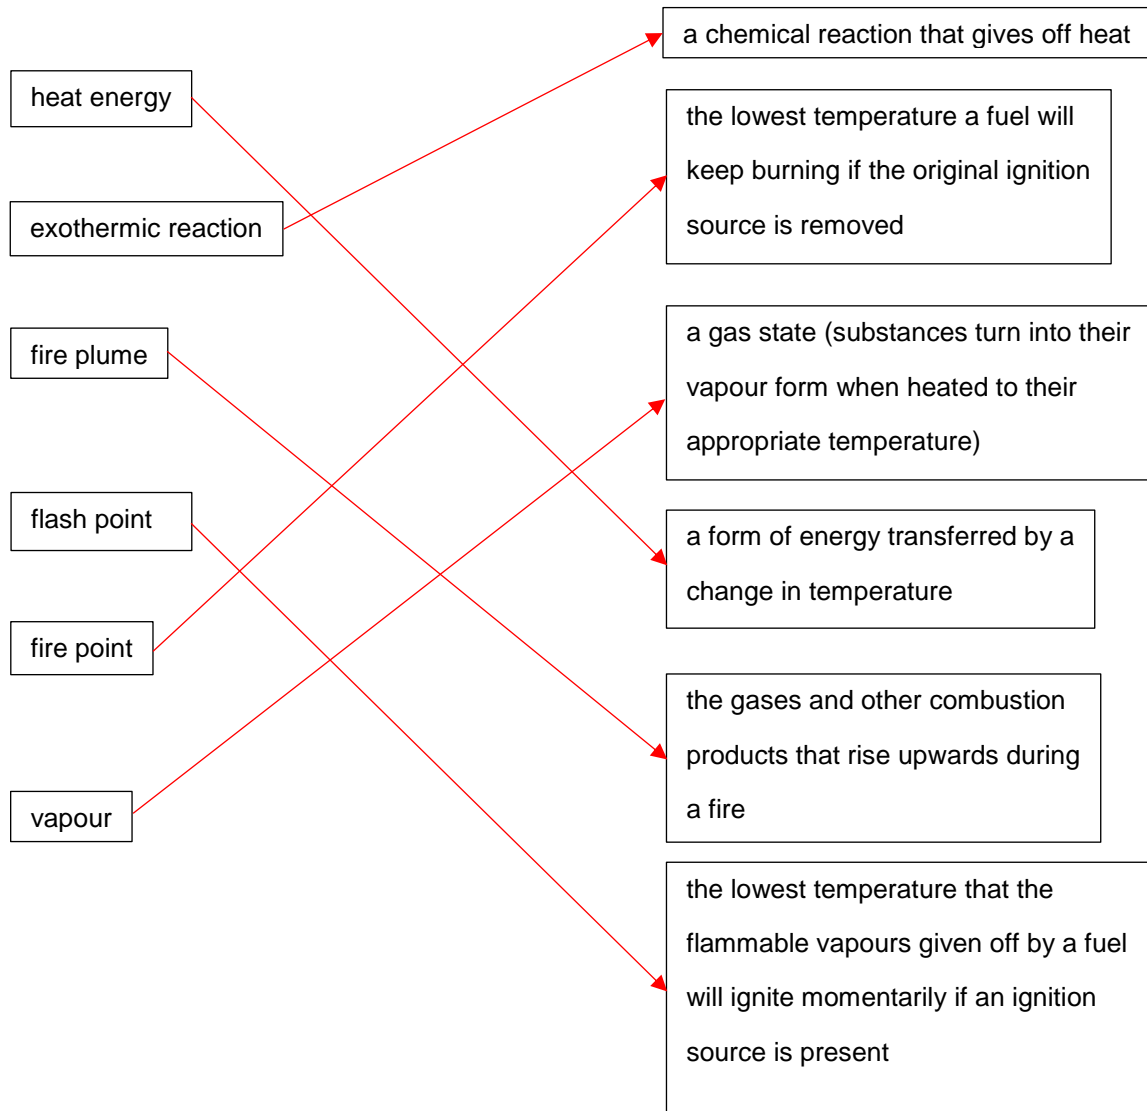 heat energy
exothermic reaction
fire plume
flash point
fire point
vapour
a chemical reaction that gives off heat
the lowest temperature a fuel will
keep burning if the original ignition
source is removed
a gas state (substances turn into their
vapour form when heated to their
appropriate temperature)
a form of energy transferred by a
change in temperature
the gases and other combustion
products that rise upwards during
a fire
the lowest temperature that the
flammable vapours given off by a fuel
will ignite momentarily if an ignition
source is present